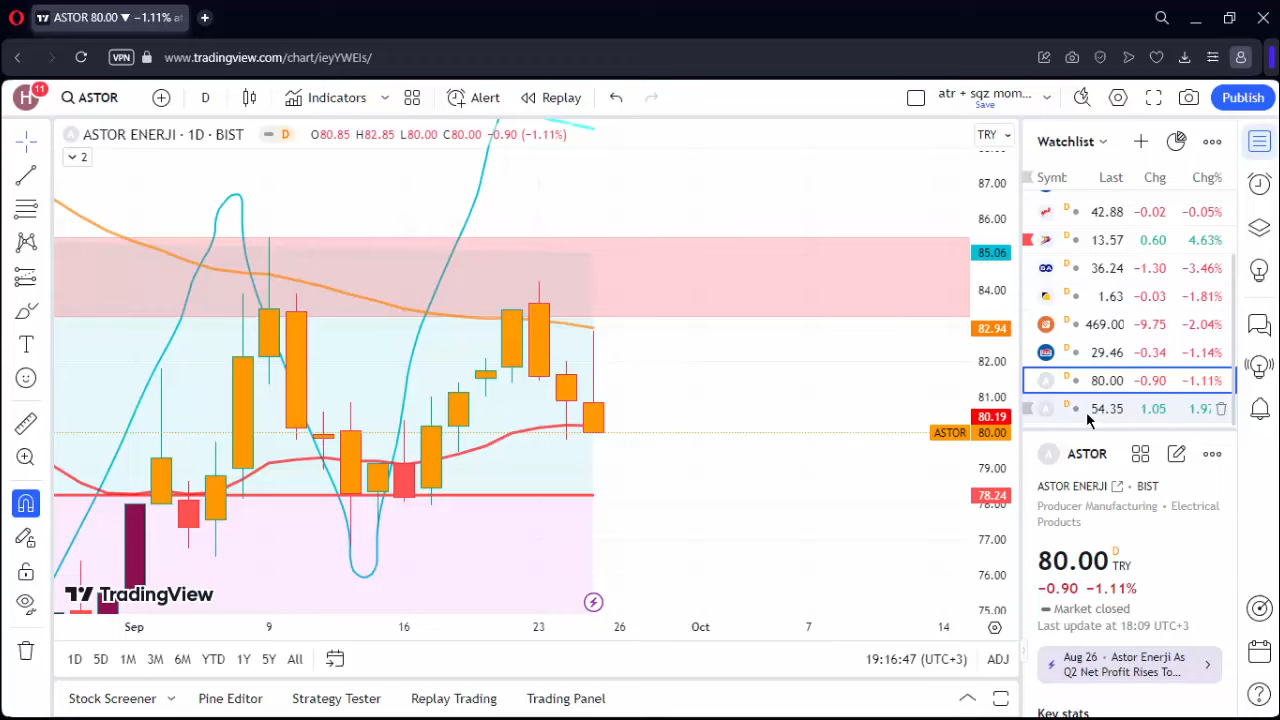 ASTOR 80.00 ▼ −1.11% at
VPN
www.tradingview.com/chart/ieyYWEIs/
H 11 ASTOR D Indicators Alert Replay atr + sqz mom... Save Publish
ASTOR ENERJI · 1D · BIST D O80.85 H82.85 L80.00 C80.00 −0.90 (−1.11%) TRY
2
87.00
86.00
85.06
84.00
82.94
82.00
81.00
80.19
ASTOR 80.00
79.00
78.24
78.00
77.00
76.00
75.00
TradingView
Sep 9 16 23 26 Oct 7 14
1D 5D 1M 3M 6M YTD 1Y 5Y All 19:16:47 (UTC+3) ADJ
Stock Screener Pine Editor Strategy Tester Replay Trading Trading Panel
Watchlist
Symb Last Chg Chg%
D 42.88 −0.02 −0.05%
D 13.57 0.60 4.63%
D 36.24 −1.30 −3.46%
D 1.63 −0.03 −1.81%
D 469.00 −9.75 −2.04%
D 29.46 −0.34 −1.14%
A D 80.00 −0.90 −1.11%
A D 54.35 1.05 1.97
A ASTOR
ASTOR ENERJI · BIST
Producer Manufacturing • Electrical
Products
80.00 D TRY
−0.90 −1.11%
Market closed
Last update at 18:09 UTC+3
Aug 26 · Astor Enerji As
Q2 Net Profit Rises To...
Key stats